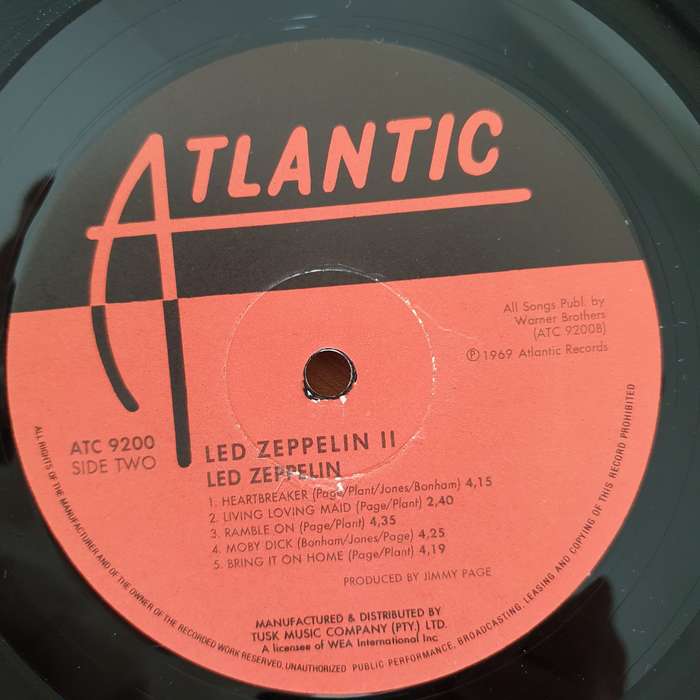 ATLANTIC
All Songs Publ. by
Warner Brothers
(ATC 9200B)
Ⓟ 1969 Atlantic Records
ATC 9200
SIDE TWO
LED ZEPPELIN II
LED ZEPPELIN
1. HEARTBREAKER (Page/Plant/Jones/Bonham) 4,15
2. LIVING LOVING MAID (Page/Plant) 2,40
3. RAMBLE ON (Page/Plant) 4,35
4. MOBY DICK (Bonham/Jones/Page) 4,25
5. BRING IT ON HOME (Page/Plant) 4,19
PRODUCED BY JIMMY PAGE
MANUFACTURED & DISTRIBUTED BY
TUSK MUSIC COMPANY (PTY.) LTD.
A licensee of WEA International Inc
ALL RIGHTS OF THE MANUFACTURER AND OF THE OWNER OF THE RECORDED WORK RESERVED, UNAUTHORIZED PUBLIC PERFORMANCE, BROADCASTING, LEASING AND COPYING OF THIS RECORD PROHIBITED